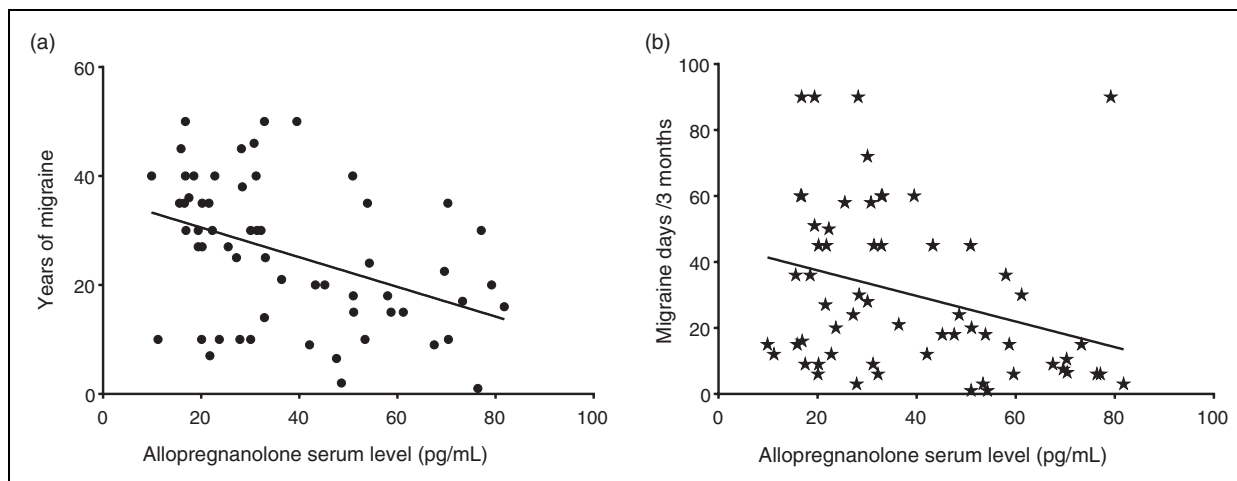 (a)
60
40
20
0
Years of migraine
0 20 40 60 80 100
Allopregnanolone serum level (pg/mL)
(b)
100
80
60
40
20
0
Migraine days /3 months
0 20 40 60 80 100
Allopregnanolone serum level (pg/mL)